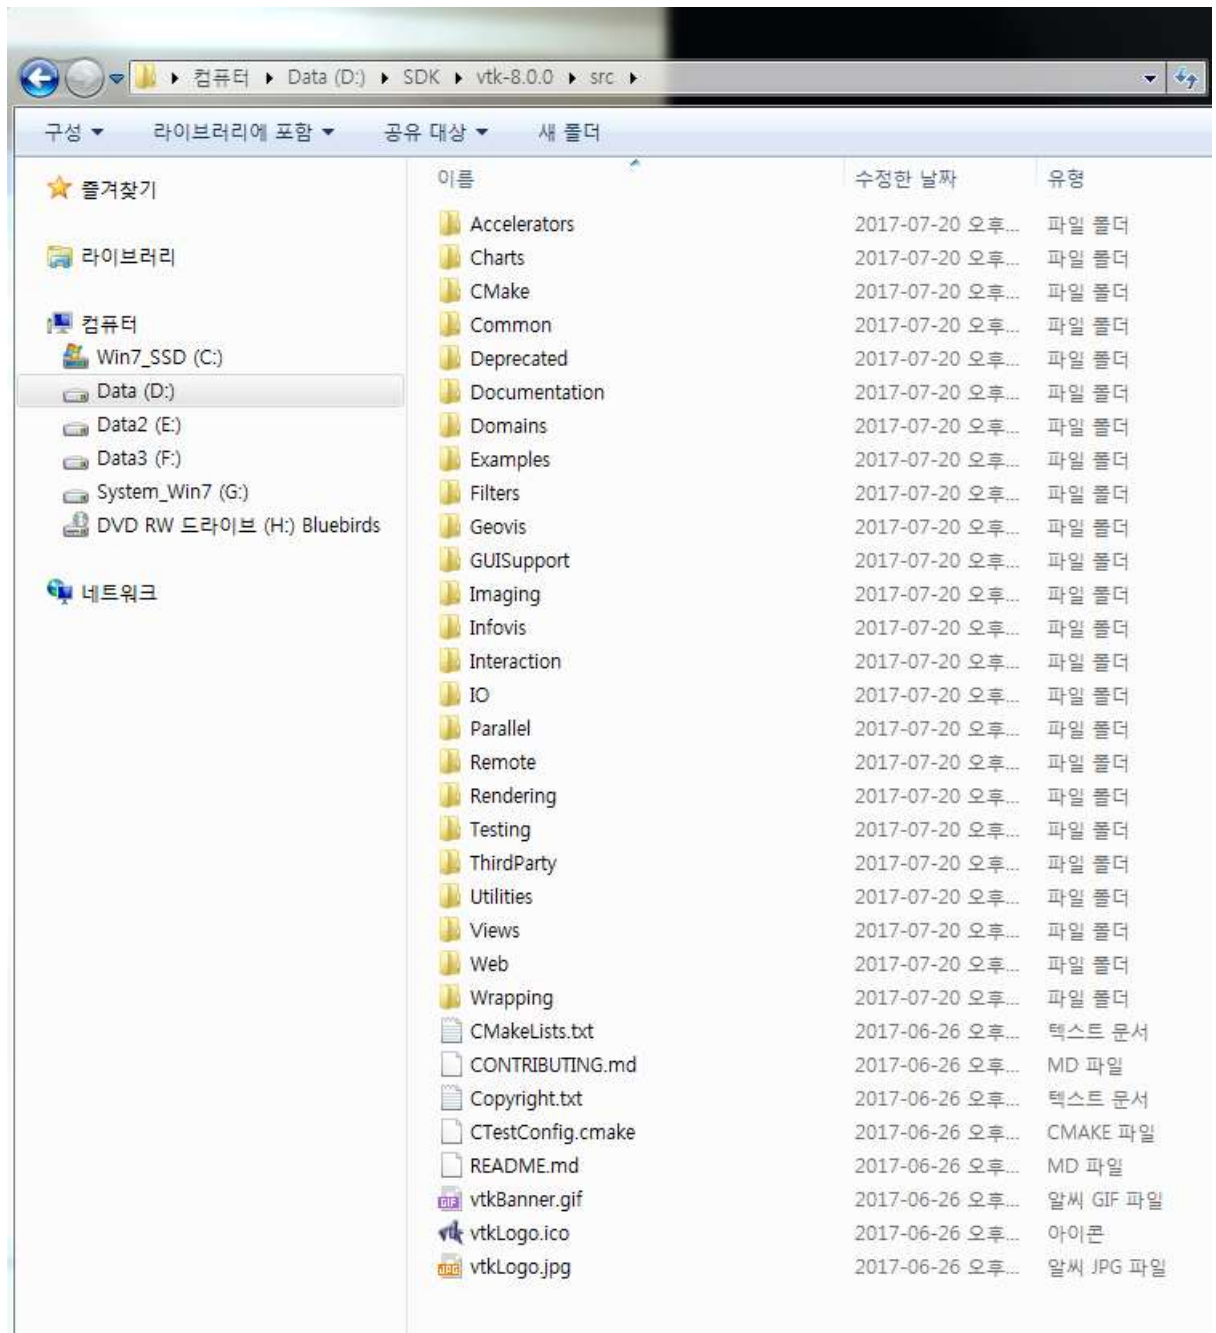 컴퓨터 ▸ Data (D:) ▸ SDK ▸ vtk-8.0.0 ▸ src ▸
구성 라이브러리에 포함 공유 대상 새 폴더
즐겨찾기
라이브러리
컴퓨터
Win7_SSD (C:)
Data (D:)
Data2 (E:)
Data3 (F:)
System_Win7 (G:)
DVD RW 드라이브 (H:) Bluebirds
네트워크
이름 수정한 날짜 유형
Accelerators 2017-07-20 오후... 파일 폴더
Charts 2017-07-20 오후... 파일 폴더
CMake 2017-07-20 오후... 파일 폴더
Common 2017-07-20 오후... 파일 폴더
Deprecated 2017-07-20 오후... 파일 폴더
Documentation 2017-07-20 오후... 파일 폴더
Domains 2017-07-20 오후... 파일 폴더
Examples 2017-07-20 오후... 파일 폴더
Filters 2017-07-20 오후... 파일 폴더
Geovis 2017-07-20 오후... 파일 폴더
GUISupport 2017-07-20 오후... 파일 폴더
Imaging 2017-07-20 오후... 파일 폴더
Infovis 2017-07-20 오후... 파일 폴더
Interaction 2017-07-20 오후... 파일 폴더
IO 2017-07-20 오후... 파일 폴더
Parallel 2017-07-20 오후... 파일 폴더
Remote 2017-07-20 오후... 파일 폴더
Rendering 2017-07-20 오후... 파일 폴더
Testing 2017-07-20 오후... 파일 폴더
ThirdParty 2017-07-20 오후... 파일 폴더
Utilities 2017-07-20 오후... 파일 폴더
Views 2017-07-20 오후... 파일 폴더
Web 2017-07-20 오후... 파일 폴더
Wrapping 2017-07-20 오후... 파일 폴더
CMakeLists.txt 2017-06-26 오후... 텍스트 문서
CONTRIBUTING.md 2017-06-26 오후... MD 파일
Copyright.txt 2017-06-26 오후... 텍스트 문서
CTestConfig.cmake 2017-06-26 오후... CMAKE 파일
README.md 2017-06-26 오후... MD 파일
vtkBanner.gif 2017-06-26 오후... 알씨 GIF 파일
vtkLogo.ico 2017-06-26 오후... 아이콘
vtkLogo.jpg 2017-06-26 오후... 알씨 JPG 파일